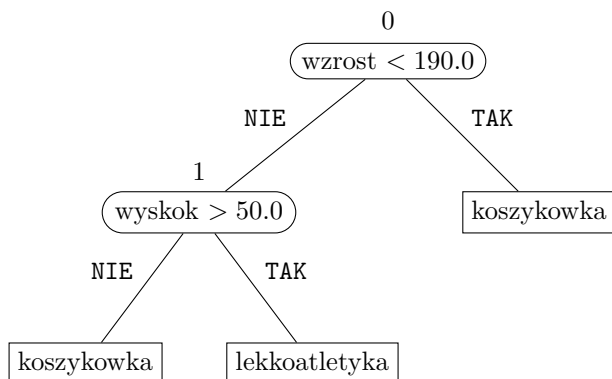 0
wzrost < 190.0
NIE
TAK
1
wyskok > 50.0
koszykowka
NIE
TAK
koszykowka
lekkoatletyka